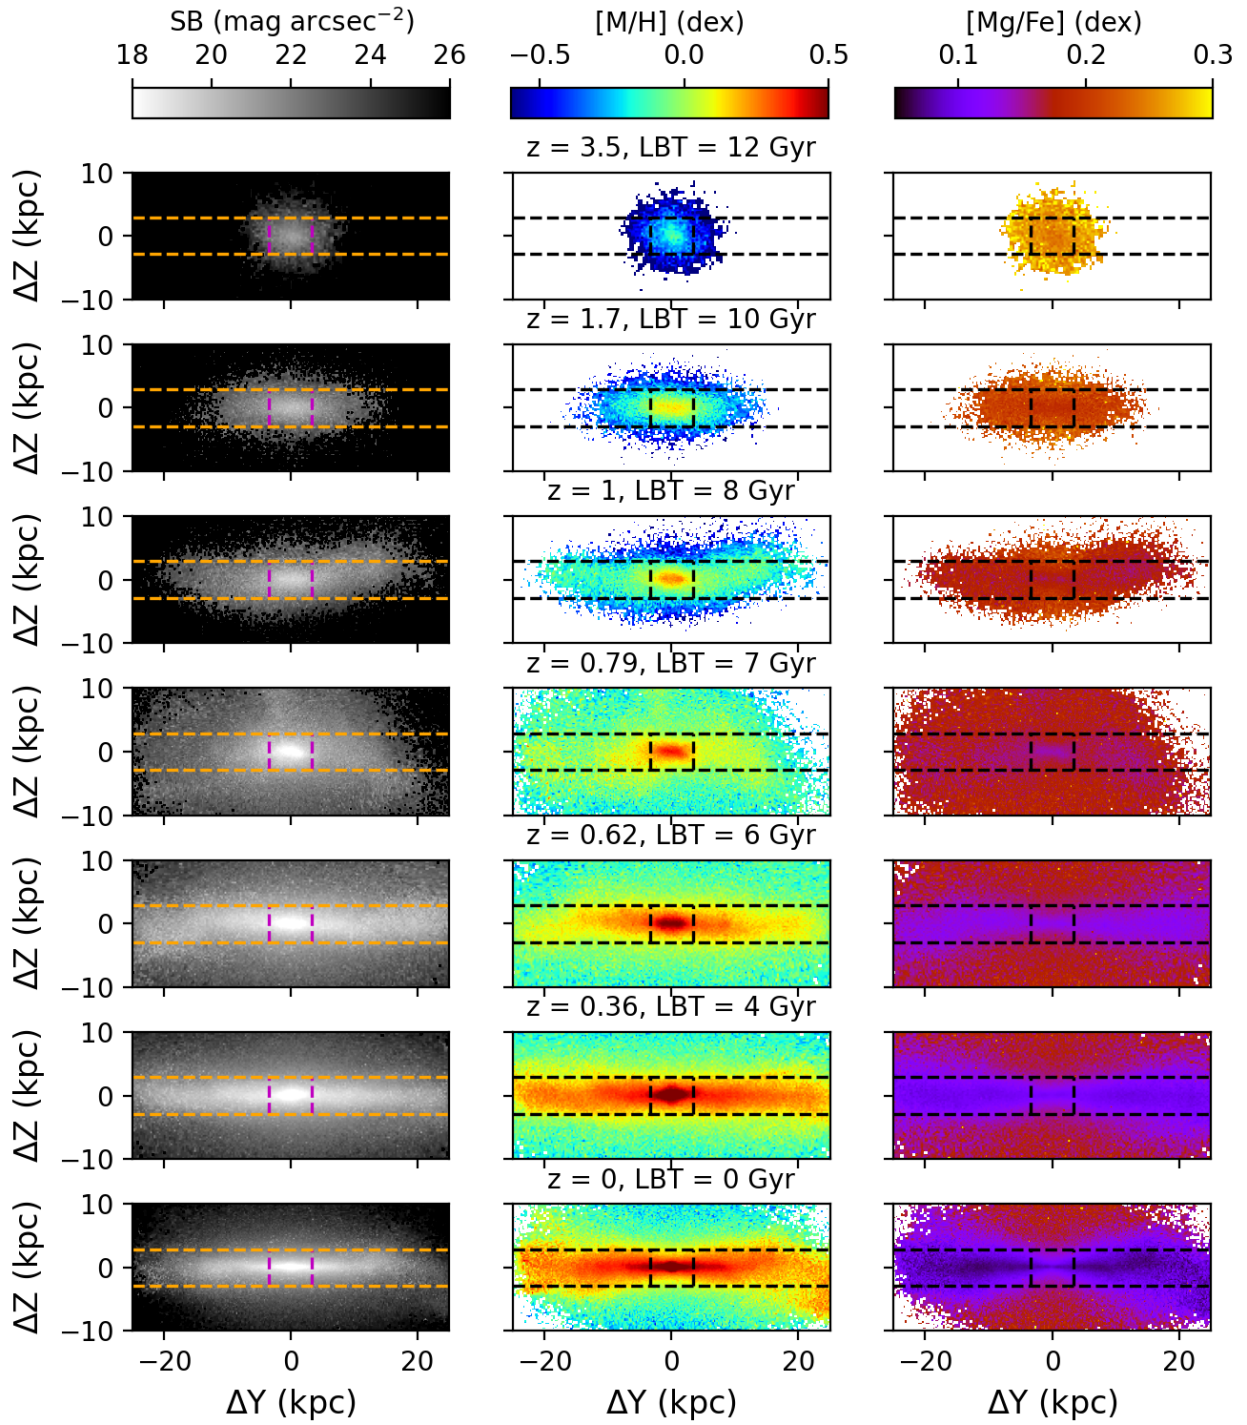 SB (mag arcsec⁻²) [M/H] (dex) [Mg/Fe] (dex)
18 20 22 24 26 −0.5 0.0 0.5 0.1 0.2 0.3
z = 3.5, LBT = 12 Gyr
10
0
−10
ΔZ (kpc)
z = 1.7, LBT = 10 Gyr
10
0
−10
ΔZ (kpc)
z = 1, LBT = 8 Gyr
10
0
−10
ΔZ (kpc)
z = 0.79, LBT = 7 Gyr
10
0
−10
ΔZ (kpc)
z = 0.62, LBT = 6 Gyr
10
0
−10
ΔZ (kpc)
z = 0.36, LBT = 4 Gyr
10
0
−10
ΔZ (kpc)
z = 0, LBT = 0 Gyr
10
0
−10
ΔZ (kpc)
−20 0 20 −20 0 20 −20 0 20
ΔY (kpc) ΔY (kpc) ΔY (kpc)